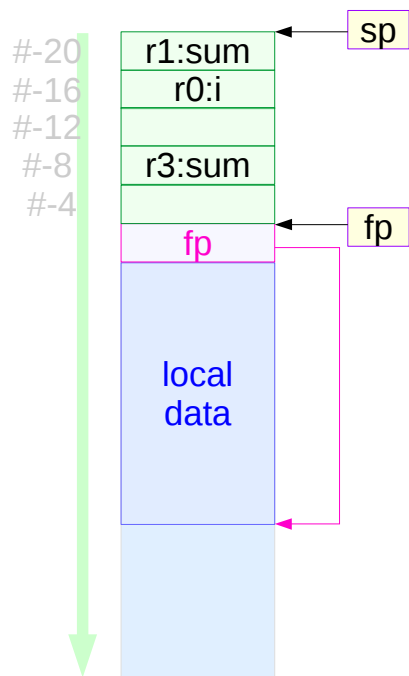 sp
#-20 r1:sum
#-16 r0:i
#-12
#-8 r3:sum
#-4
fp
fp
local
data